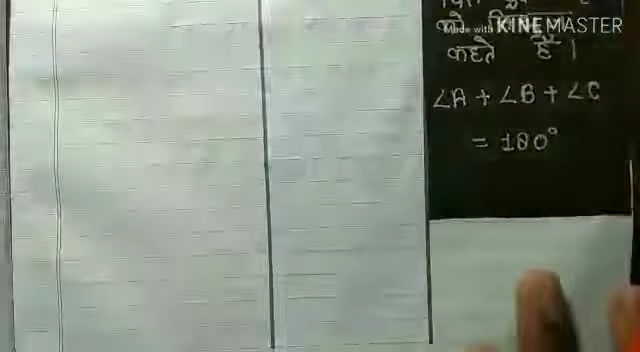 को
Made with KINEMASTER
कहते हैं।
∠A + ∠B + ∠C
= 180°